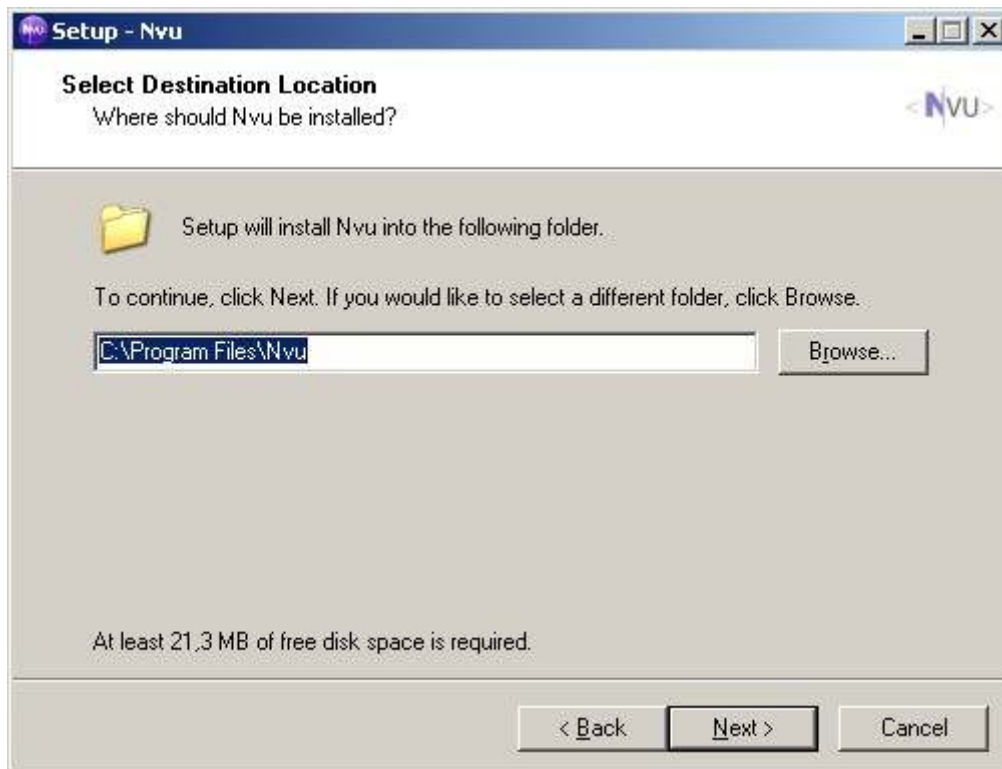 Setup - Nvu
Select Destination Location
Where should Nvu be installed?
<NVU>
Setup will install Nvu into the following folder.
To continue, click Next. If you would like to select a different folder, click Browse.
C:\Program Files\Nvu
Browse...
At least 21,3 MB of free disk space is required.
< Back
Next >
Cancel